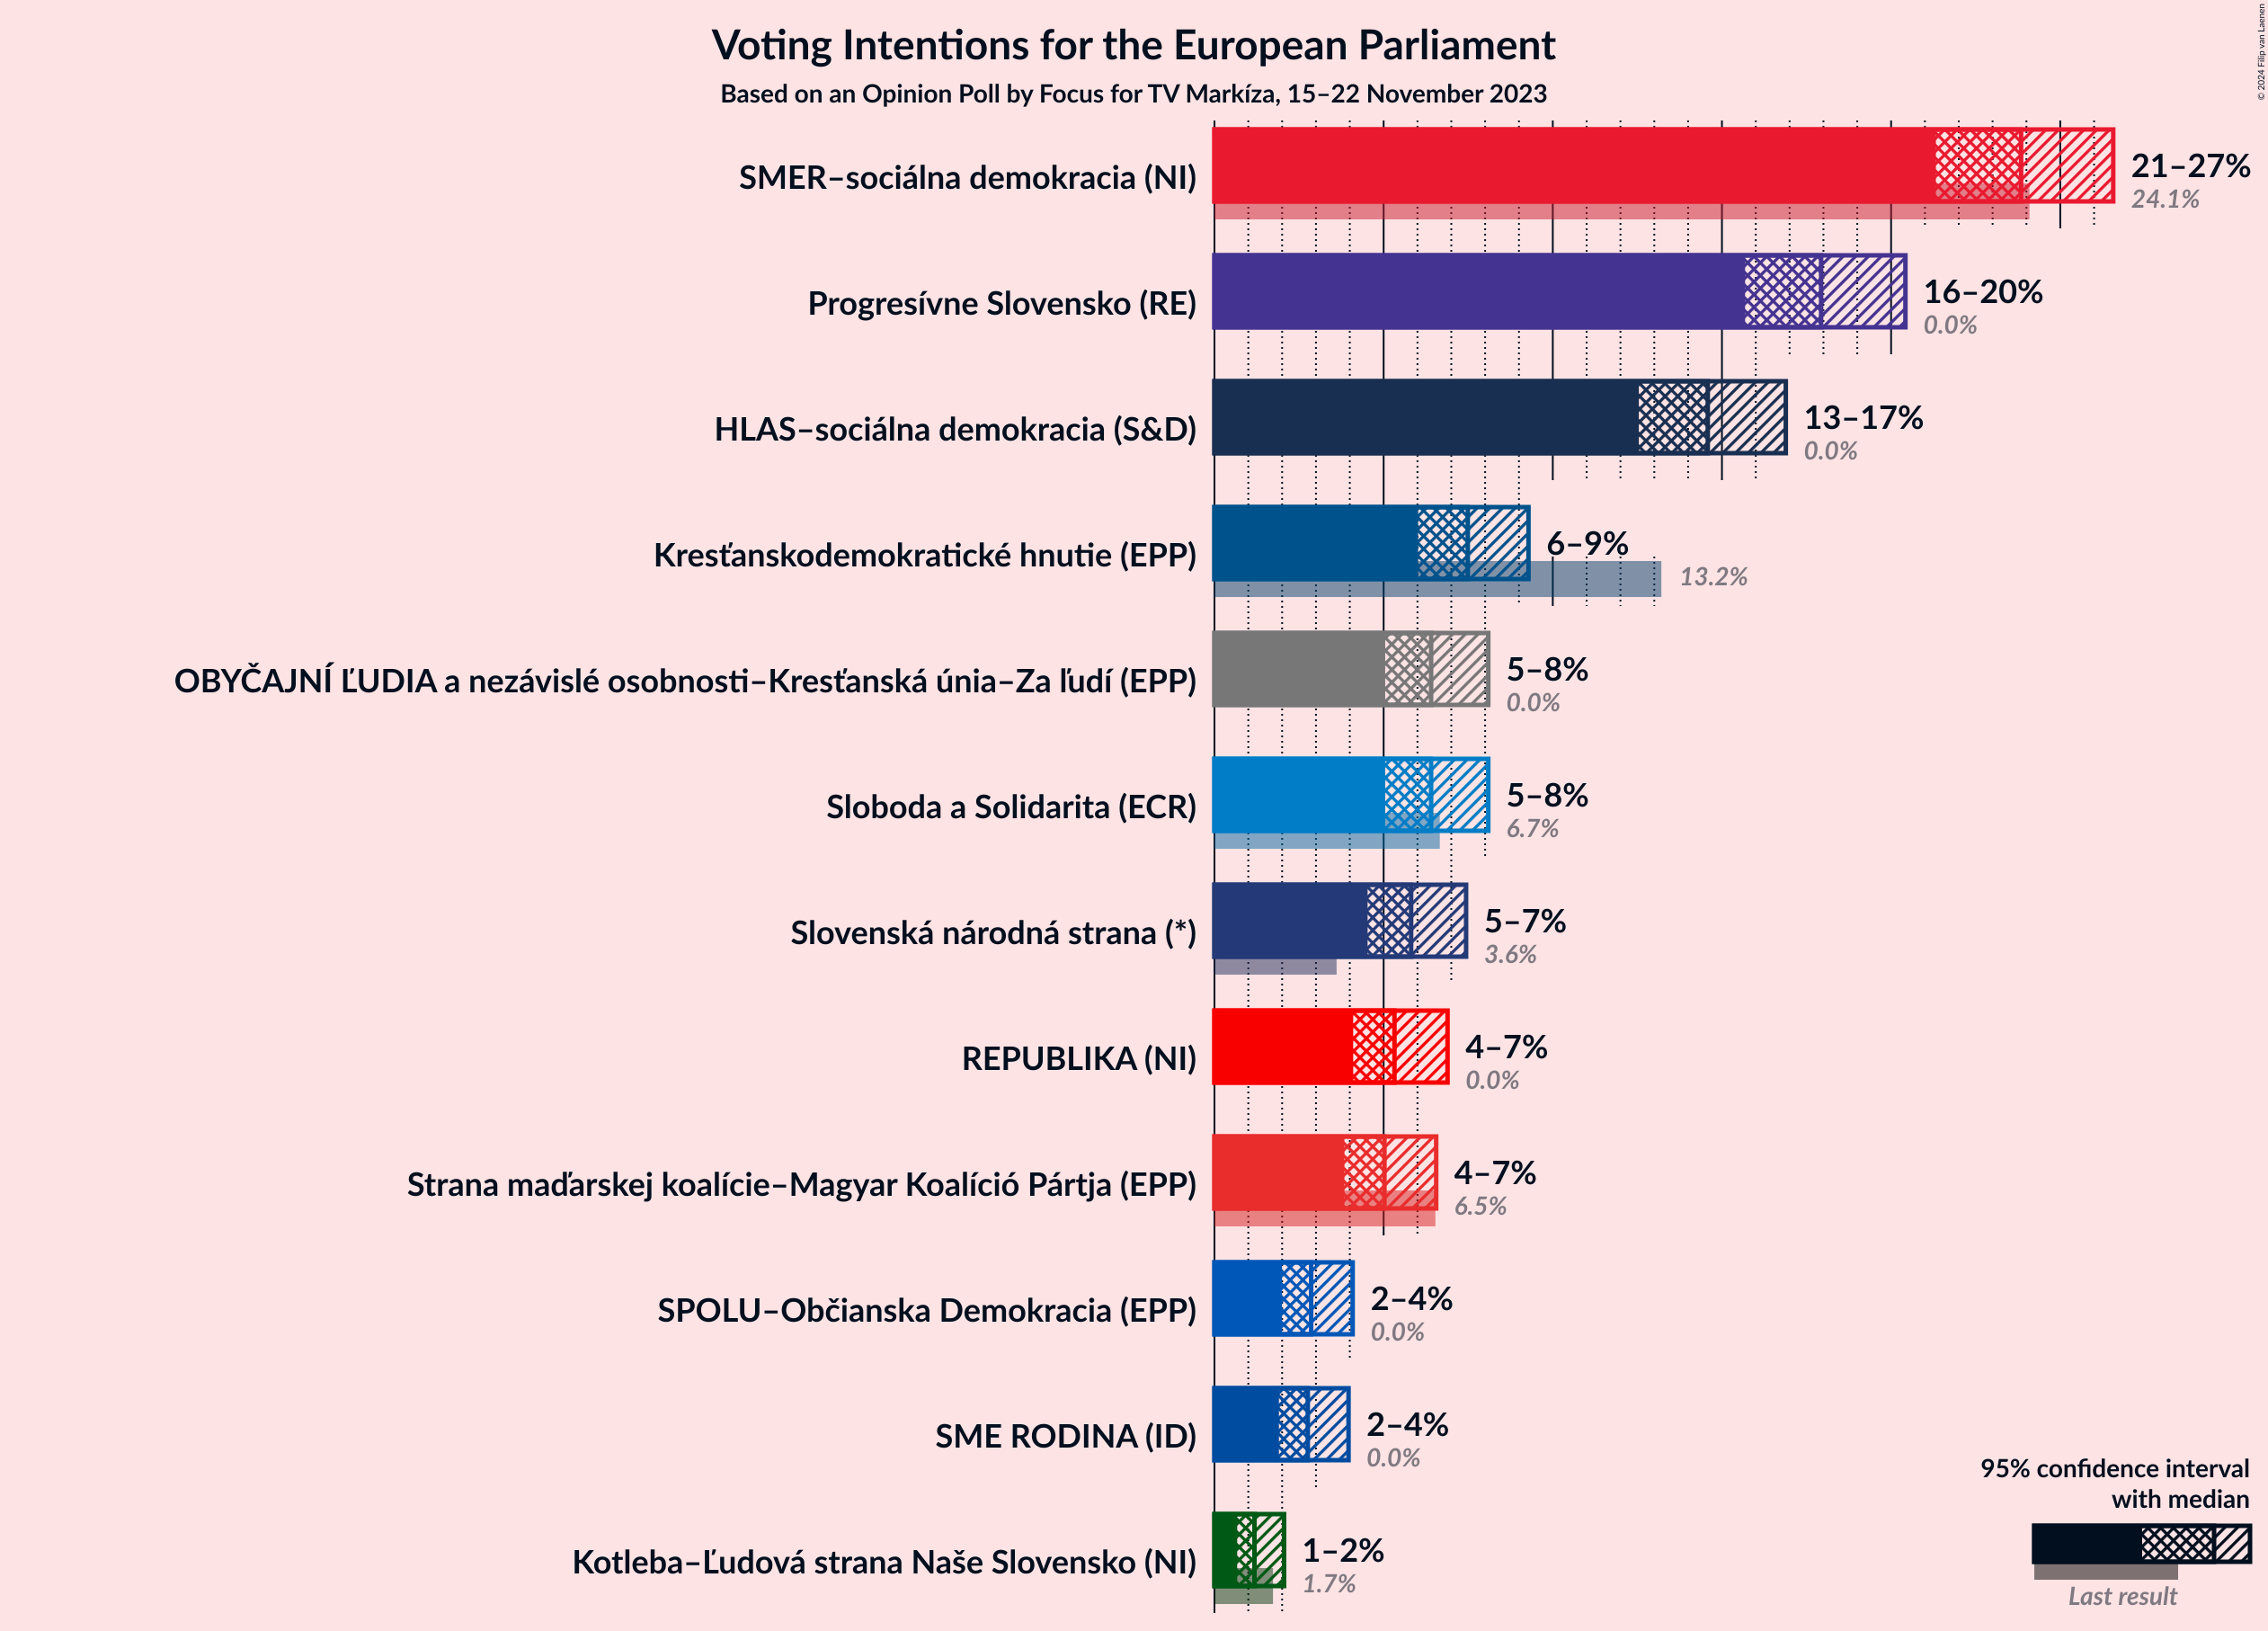 Voting Intentions for the European Parliament
Based on an Opinion Poll by Focus for TV Markíza, 15–22 November 2023
© 2024 Filip van Laenen
SMER–sociálna demokracia (NI)
21–27%
24.1%
Progresívne Slovensko (RE)
16–20%
0.0%
HLAS–sociálna demokracia (S&D)
13–17%
0.0%
Kresťanskodemokratické hnutie (EPP)
6–9%
13.2%
OBYČAJNÍ ĽUDIA a nezávislé osobnosti–Kresťanská únia–Za ľudí (EPP)
5–8%
0.0%
Sloboda a Solidarita (ECR)
5–8%
6.7%
Slovenská národná strana (*)
5–7%
3.6%
REPUBLIKA (NI)
4–7%
0.0%
Strana maďarskej koalície–Magyar Koalíció Pártja (EPP)
4–7%
6.5%
SPOLU–Občianska Demokracia (EPP)
2–4%
0.0%
SME RODINA (ID)
2–4%
0.0%
Kotleba–Ľudová strana Naše Slovensko (NI)
1–2%
1.7%
95% confidence interval
with median
Last result